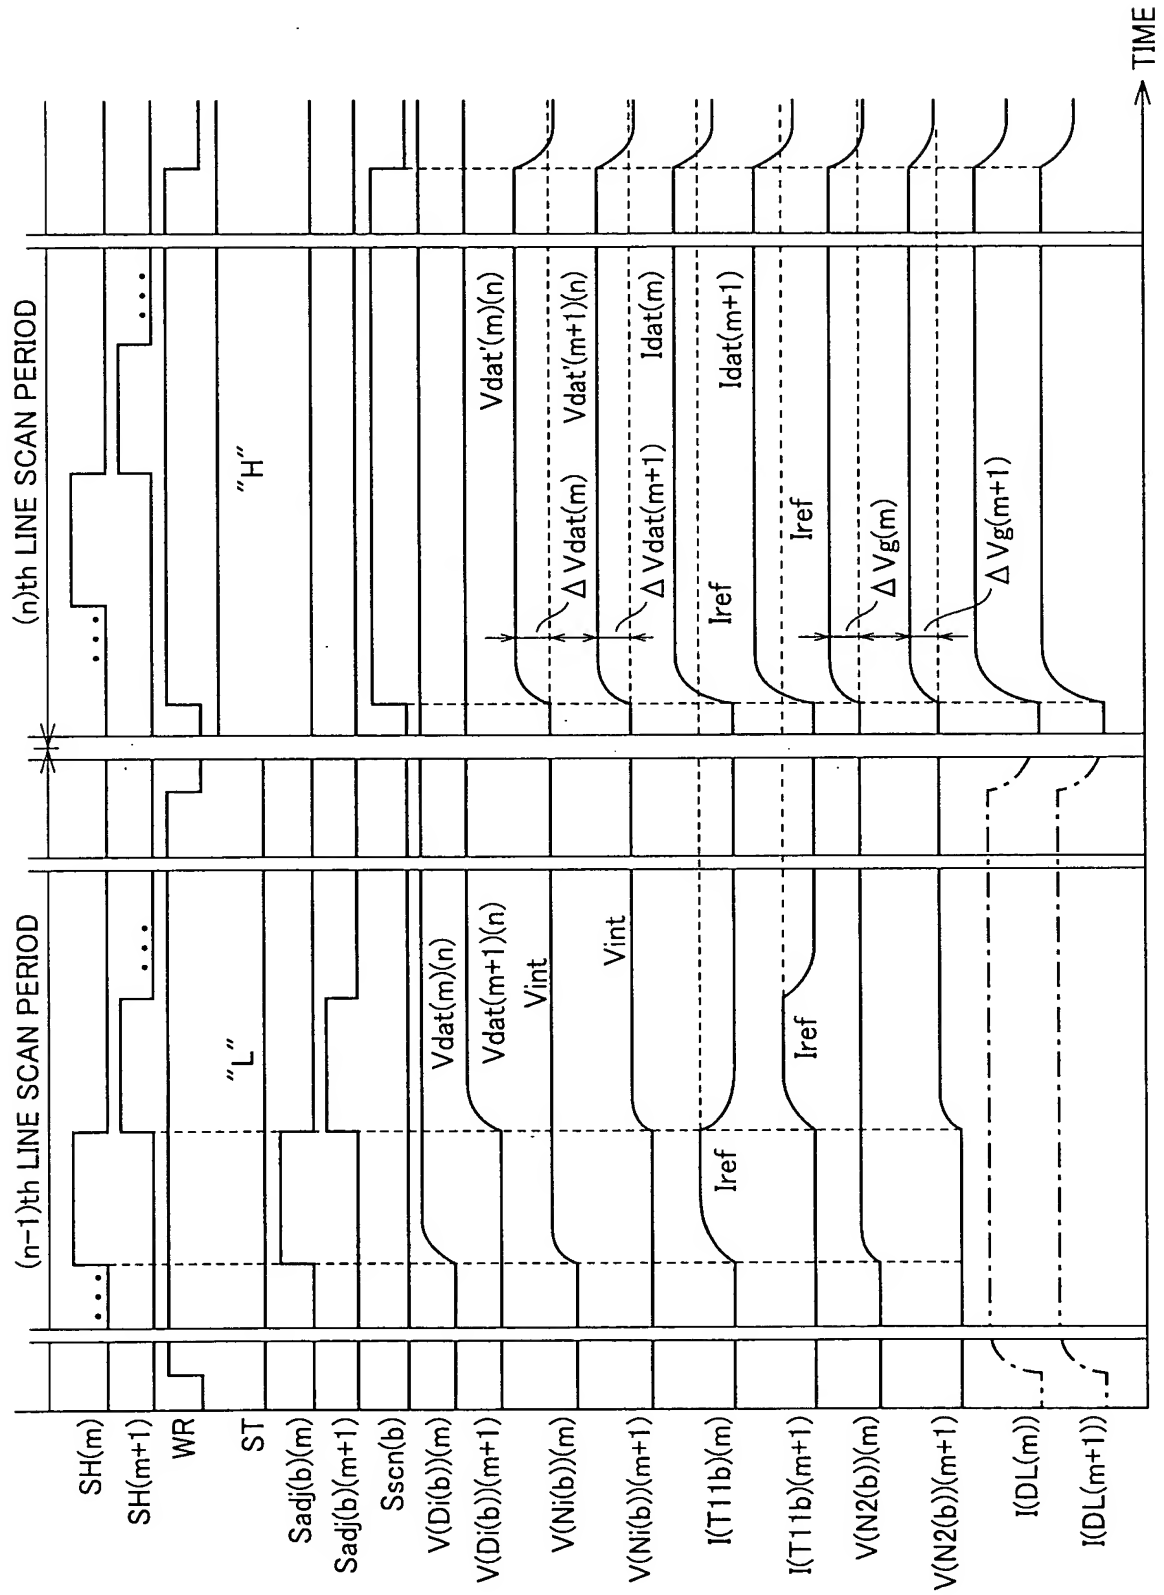 (n-1)th LINE SCAN PERIOD
(n)th LINE SCAN PERIOD
SH(m)
SH(m+1)
WR
ST
"L"
"H"
Sadj(b)(m)
Sadj(b)(m+1)
Sscn(b)
V(Di(b))(m)
Vdat(m)(n)
V(Di(b))(m+1)
Vdat(m+1)(n)
V(Ni(b))(m)
Vint
Vdat'(m)(n)
ΔVdat(m)
V(Ni(b))(m+1)
Vint
Vdat'(m+1)(n)
ΔVdat(m+1)
I(T11b)(m)
Iref
Iref
Idat(m)
I(T11b)(m+1)
Iref
Iref
Idat(m+1)
V(N2(b))(m)
ΔVg(m)
V(N2(b))(m+1)
ΔVg(m+1)
I(DL(m))
I(DL(m+1))
TIME